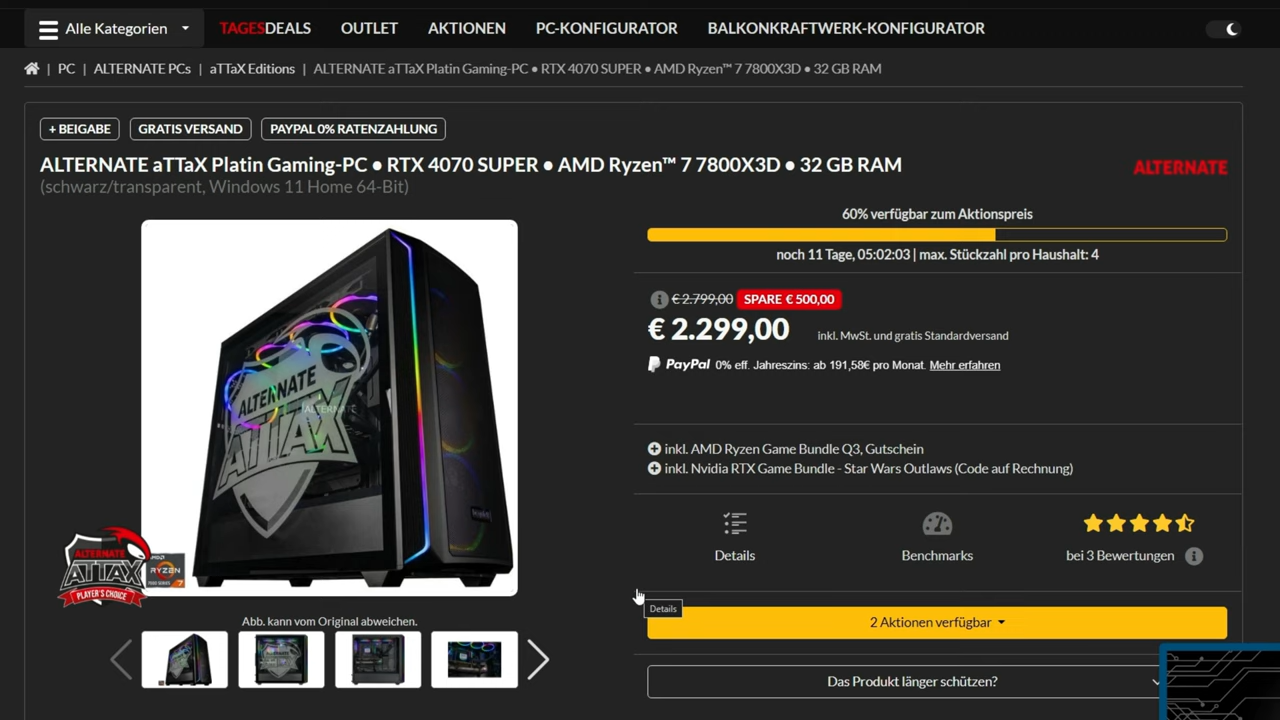 Alle Kategorien
TAGESDEALS
OUTLET
AKTIONEN
PC-KONFIGURATOR
BALKONKRAFTWERK-KONFIGURATOR
| PC | ALTERNATE PCs | aTTaX Editions | ALTERNATE aTTaX Platin Gaming-PC • RTX 4070 SUPER • AMD Ryzen™ 7 7800X3D • 32 GB RAM
+ BEIGABE
GRATIS VERSAND
PAYPAL 0% RATENZAHLUNG
ALTERNATE aTTaX Platin Gaming-PC • RTX 4070 SUPER • AMD Ryzen™ 7 7800X3D • 32 GB RAM
(schwarz/transparent, Windows 11 Home 64-Bit)
ALTERNATE
60% verfügbar zum Aktionspreis
noch 11 Tage, 05:02:03 | max. Stückzahl pro Haushalt: 4
€ 2.799,00 SPARE € 500,00
€ 2.299,00 inkl. MwSt. und gratis Standardversand
PayPal 0% eff. Jahreszins: ab 191,58€ pro Monat. Mehr erfahren
inkl. AMD Ryzen Game Bundle Q3, Gutschein
inkl. Nvidia RTX Game Bundle - Star Wars Outlaws (Code auf Rechnung)
Details
Benchmarks
bei 3 Bewertungen
Details
2 Aktionen verfügbar
Das Produkt länger schützen?
ALTERNATE
ATTAX
ALTERNATE
ALTERNATE
ATTAX
PLAYER'S CHOICE
AMD
RYZEN
7
Abb. kann vom Original abweichen.